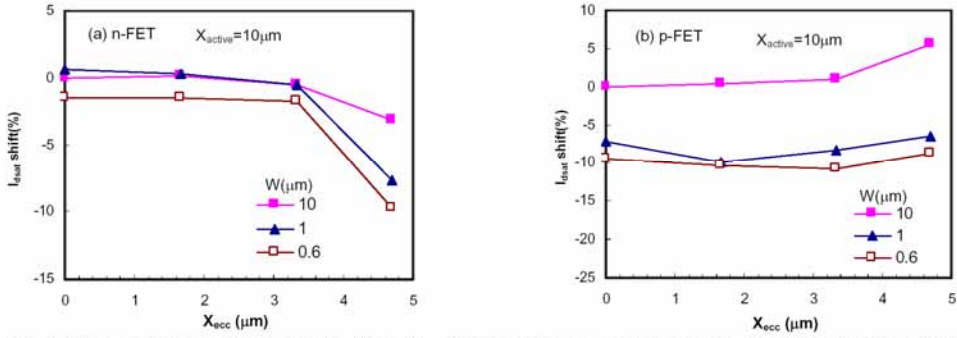 (a) n-FET
Xactive=10μm
5
0
-5
-10
-15
Idsat shift(%)
W(μm)
10
1
0.6
0 1 2 3 4 5
Xecc (μm)
(b) p-FET
Xactive=10μm
10
5
0
-5
-10
-15
-20
-25
Idsat shift(%)
W(μm)
10
1
0.6
0 1 2 3 4 5
Xecc (μm)